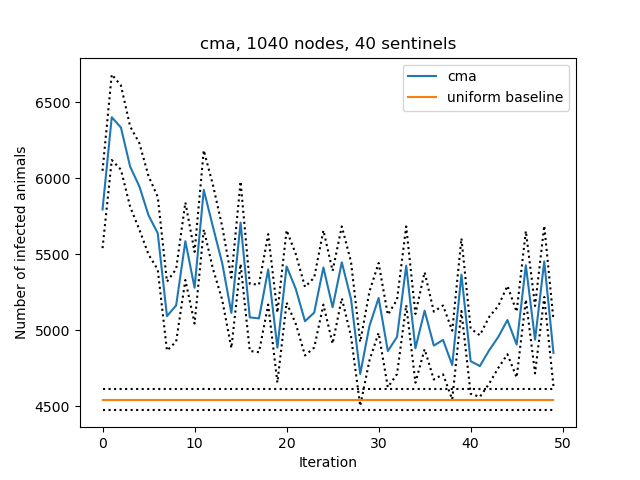 cma, 1040 nodes, 40 sentinels
cma
uniform baseline
Number of infected animals
6500
6000
5500
5000
4500
0 10 20 30 40 50
Iteration